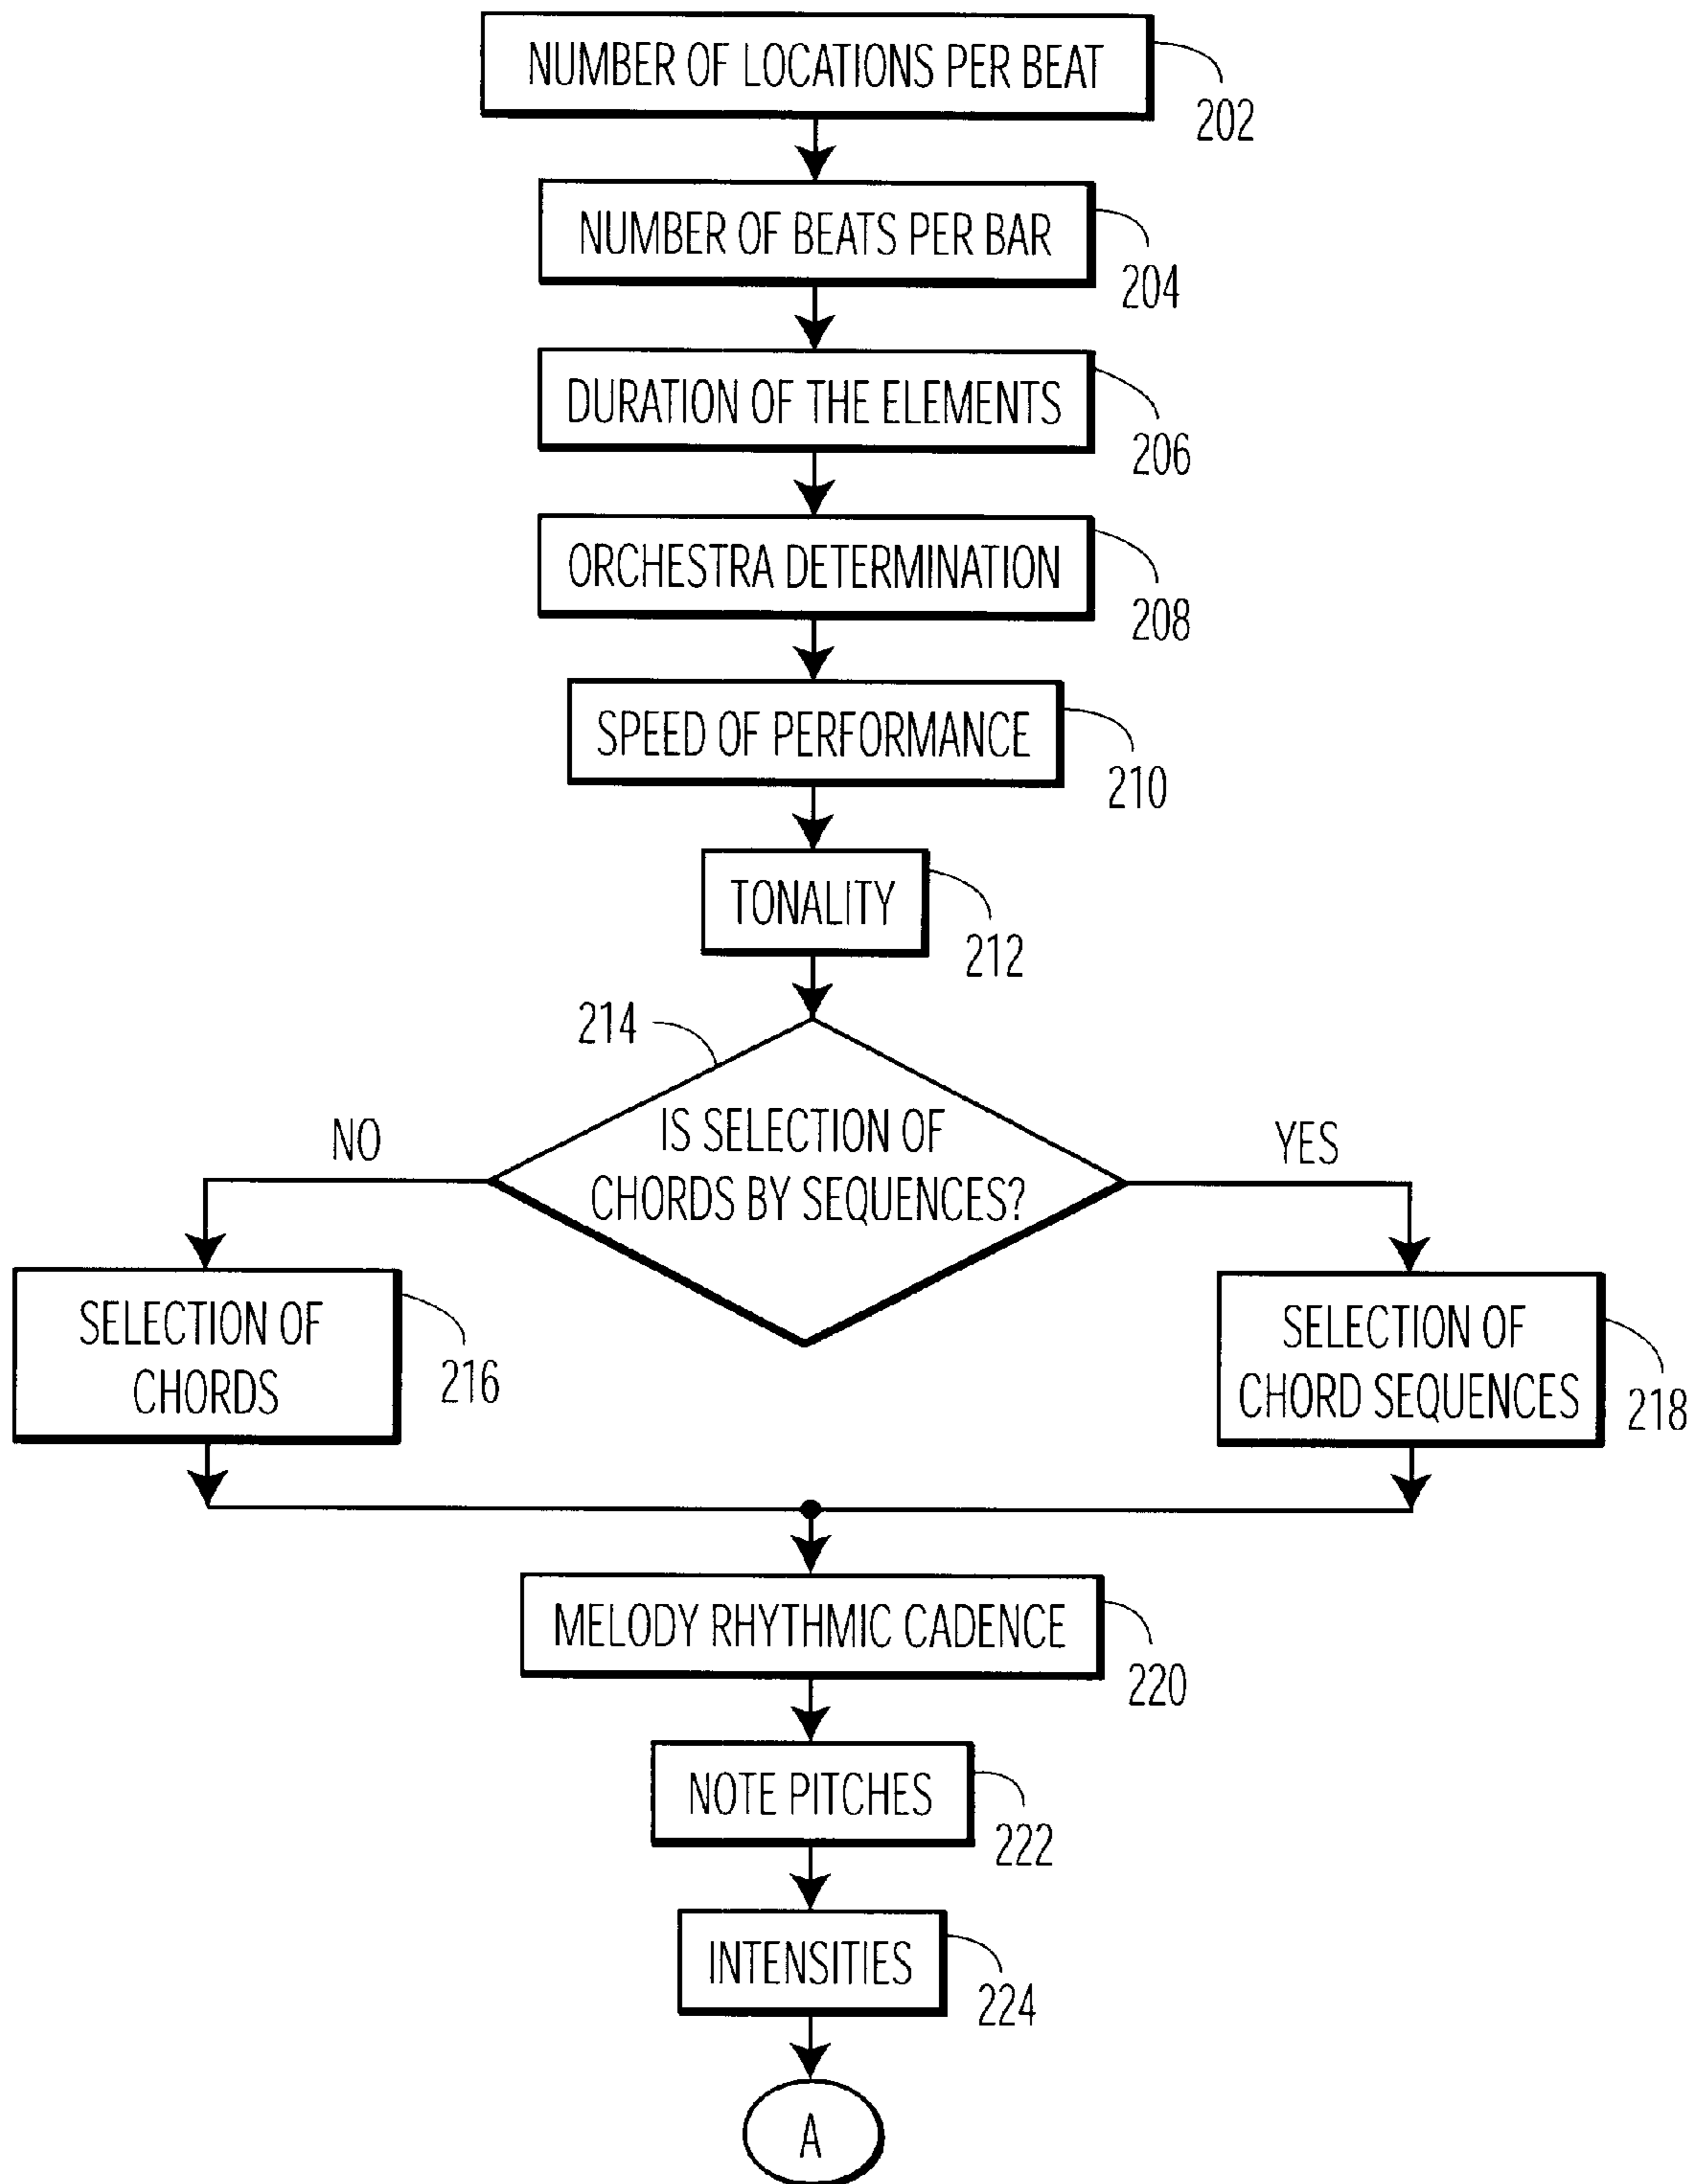 NUMBER OF LOCATIONS PER BEAT
202
NUMBER OF BEATS PER BAR
204
DURATION OF THE ELEMENTS
206
ORCHESTRA DETERMINATION
208
SPEED OF PERFORMANCE
210
TONALITY
212
214
IS SELECTION OF
CHORDS BY SEQUENCES?
NO
YES
SELECTION OF
CHORDS
216
SELECTION OF
CHORD SEQUENCES
218
MELODY RHYTHMIC CADENCE
220
NOTE PITCHES
222
INTENSITIES
224
A